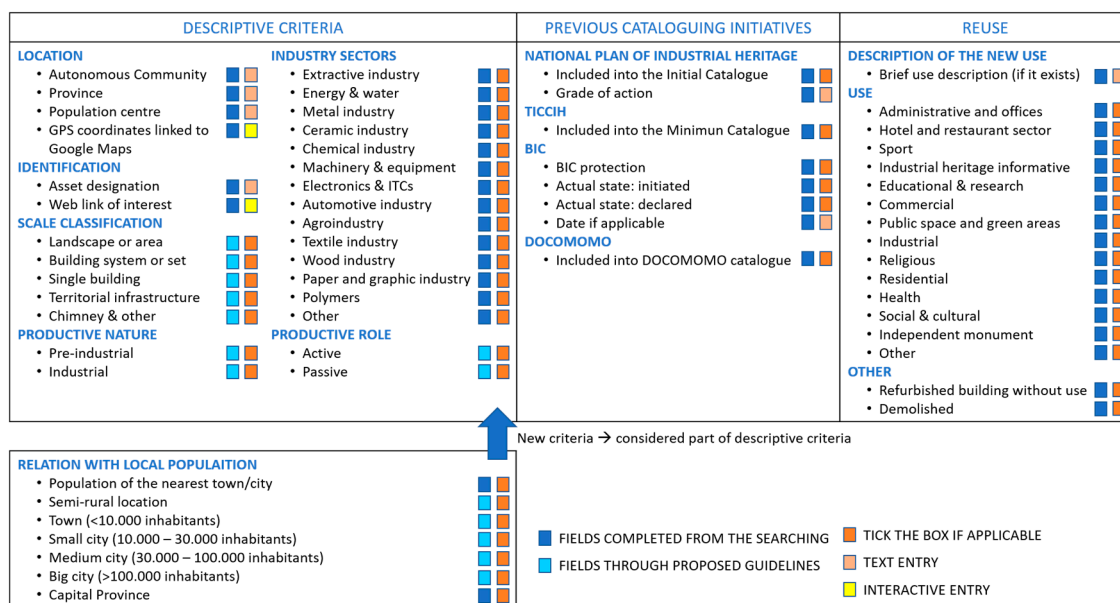 DESCRIPTIVE CRITERIA
LOCATION
• Autonomous Community
• Province
• Population centre
• GPS coordinates linked to
Google Maps
IDENTIFICATION
• Asset designation
• Web link of interest
SCALE CLASSIFICATION
• Landscape or area
• Building system or set
• Single building
• Territorial infrastructure
• Chimney & other
PRODUCTIVE NATURE
• Pre-industrial
• Industrial
INDUSTRY SECTORS
• Extractive industry
• Energy & water
• Metal industry
• Ceramic industry
• Chemical industry
• Machinery & equipment
• Electronics & ITCs
• Automotive industry
• Agroindustry
• Textile industry
• Wood industry
• Paper and graphic industry
• Polymers
• Other
PRODUCTIVE ROLE
• Active
• Passive
PREVIOUS CATALOGUING INITIATIVES
NATIONAL PLAN OF INDUSTRIAL HERITAGE
• Included into the Initial Catalogue
• Grade of action
TICCIH
• Included into the Minimun Catalogue
BIC
• BIC protection
• Actual state: initiated
• Actual state: declared
• Date if applicable
DOCOMOMO
• Included into DOCOMOMO catalogue
REUSE
DESCRIPTION OF THE NEW USE
• Brief use description (if it exists)
USE
• Administrative and offices
• Hotel and restaurant sector
• Sport
• Industrial heritage informative
• Educational & research
• Commercial
• Public space and green areas
• Industrial
• Religious
• Residential
• Health
• Social & cultural
• Independent monument
• Other
OTHER
• Refurbished building without use
• Demolished
New criteria → considered part of descriptive criteria
RELATION WITH LOCAL POPULAITION
• Population of the nearest town/city
• Semi-rural location
• Town (<10.000 inhabitants)
• Small city (10.000 – 30.000 inhabitants)
• Medium city (30.000 – 100.000 inhabitants)
• Big city (>100.000 inhabitants)
• Capital Province
FIELDS COMPLETED FROM THE SEARCHING
FIELDS THROUGH PROPOSED GUIDELINES
TICK THE BOX IF APPLICABLE
TEXT ENTRY
INTERACTIVE ENTRY